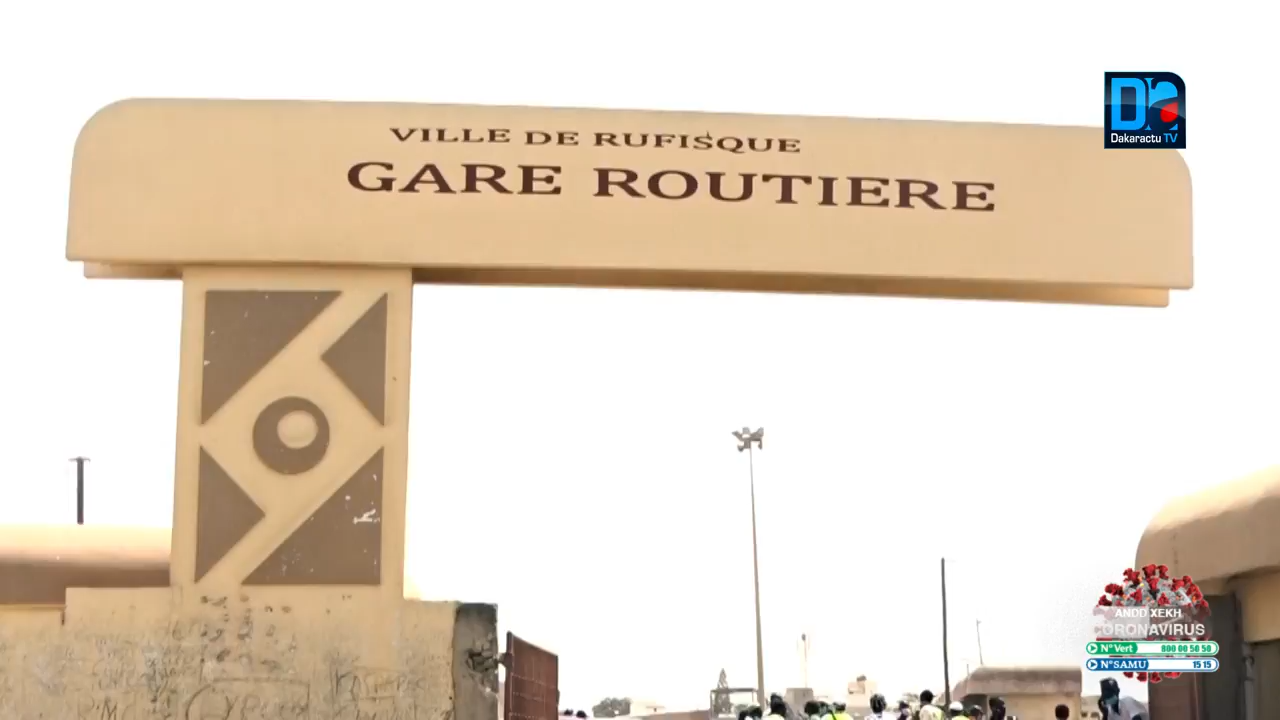 VILLE DE RUFISQUE
GARE ROUTIERE
Dakaractu TV
ANDD XEKH
CORONAVIRUS
N°Vert 800 00 50 50
N°SAMU 15 15